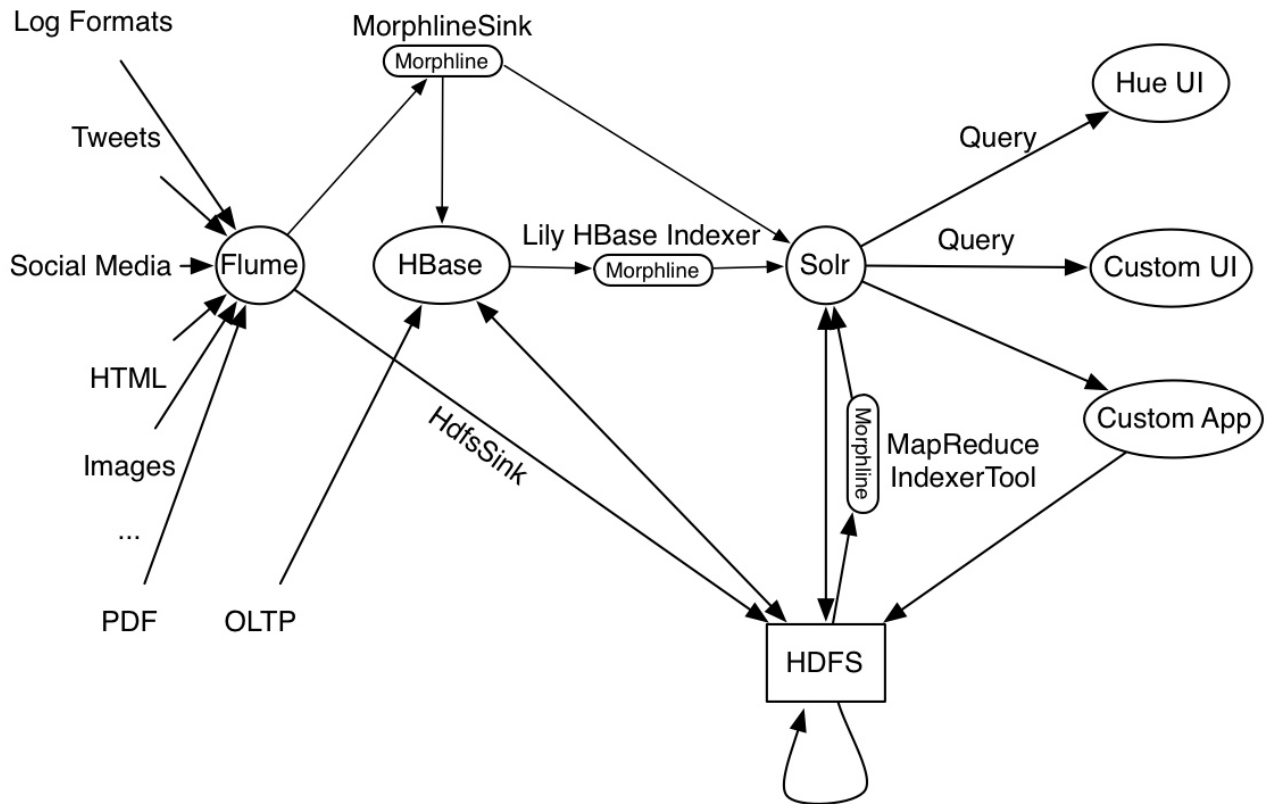 Log Formats
MorphlineSink
Morphline
Hue UI
Tweets
Query
Social Media
Flume
HBase
Lily HBase Indexer
Morphline
Solr
Query
Custom UI
HTML
HdfsSink
Morphline
MapReduce
IndexerTool
Custom App
Images
...
PDF
OLTP
HDFS